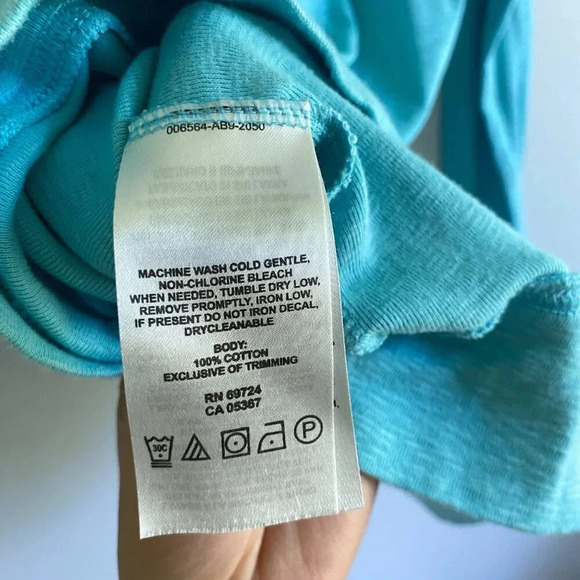 006564-AB9-2050
MACHINE WASH COLD GENTLE,
NON-CHLORINE BLEACH
WHEN NEEDED, TUMBLE DRY LOW,
REMOVE PROMPTLY, IRON LOW,
IF PRESENT DO NOT IRON DECAL,
DRYCLEANABLE
BODY:
100% COTTON
EXCLUSIVE OF TRIMMING
RN 69724
CA 05367
30C
P